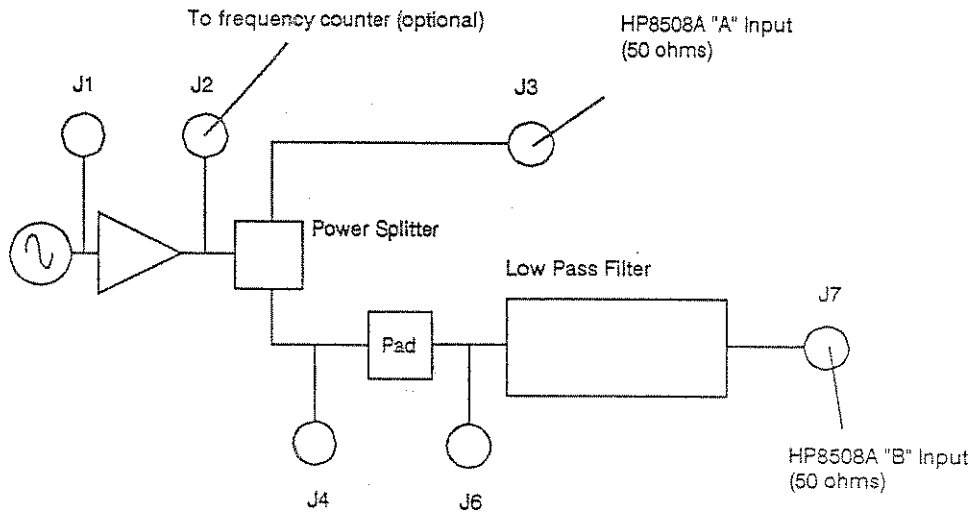 To frequency counter (optional)
HP8508A "A" Input
(50 ohms)
J1
J2
J3
Power Splitter
Low Pass Filter
J7
Pad
J4
J6
HP8508A "B" Input
(50 ohms)